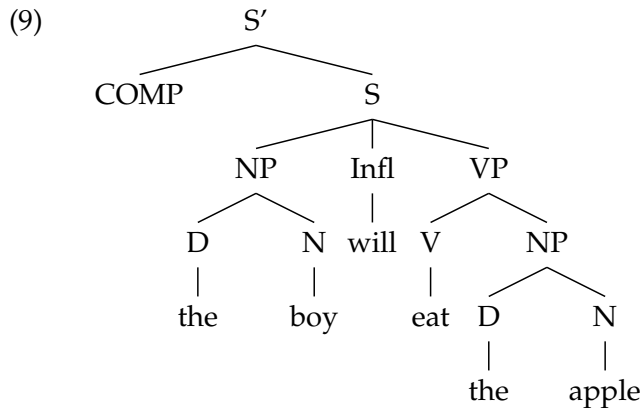 (9) S′
COMP S
NP Infl VP
D N will V NP
the boy eat D N
the apple